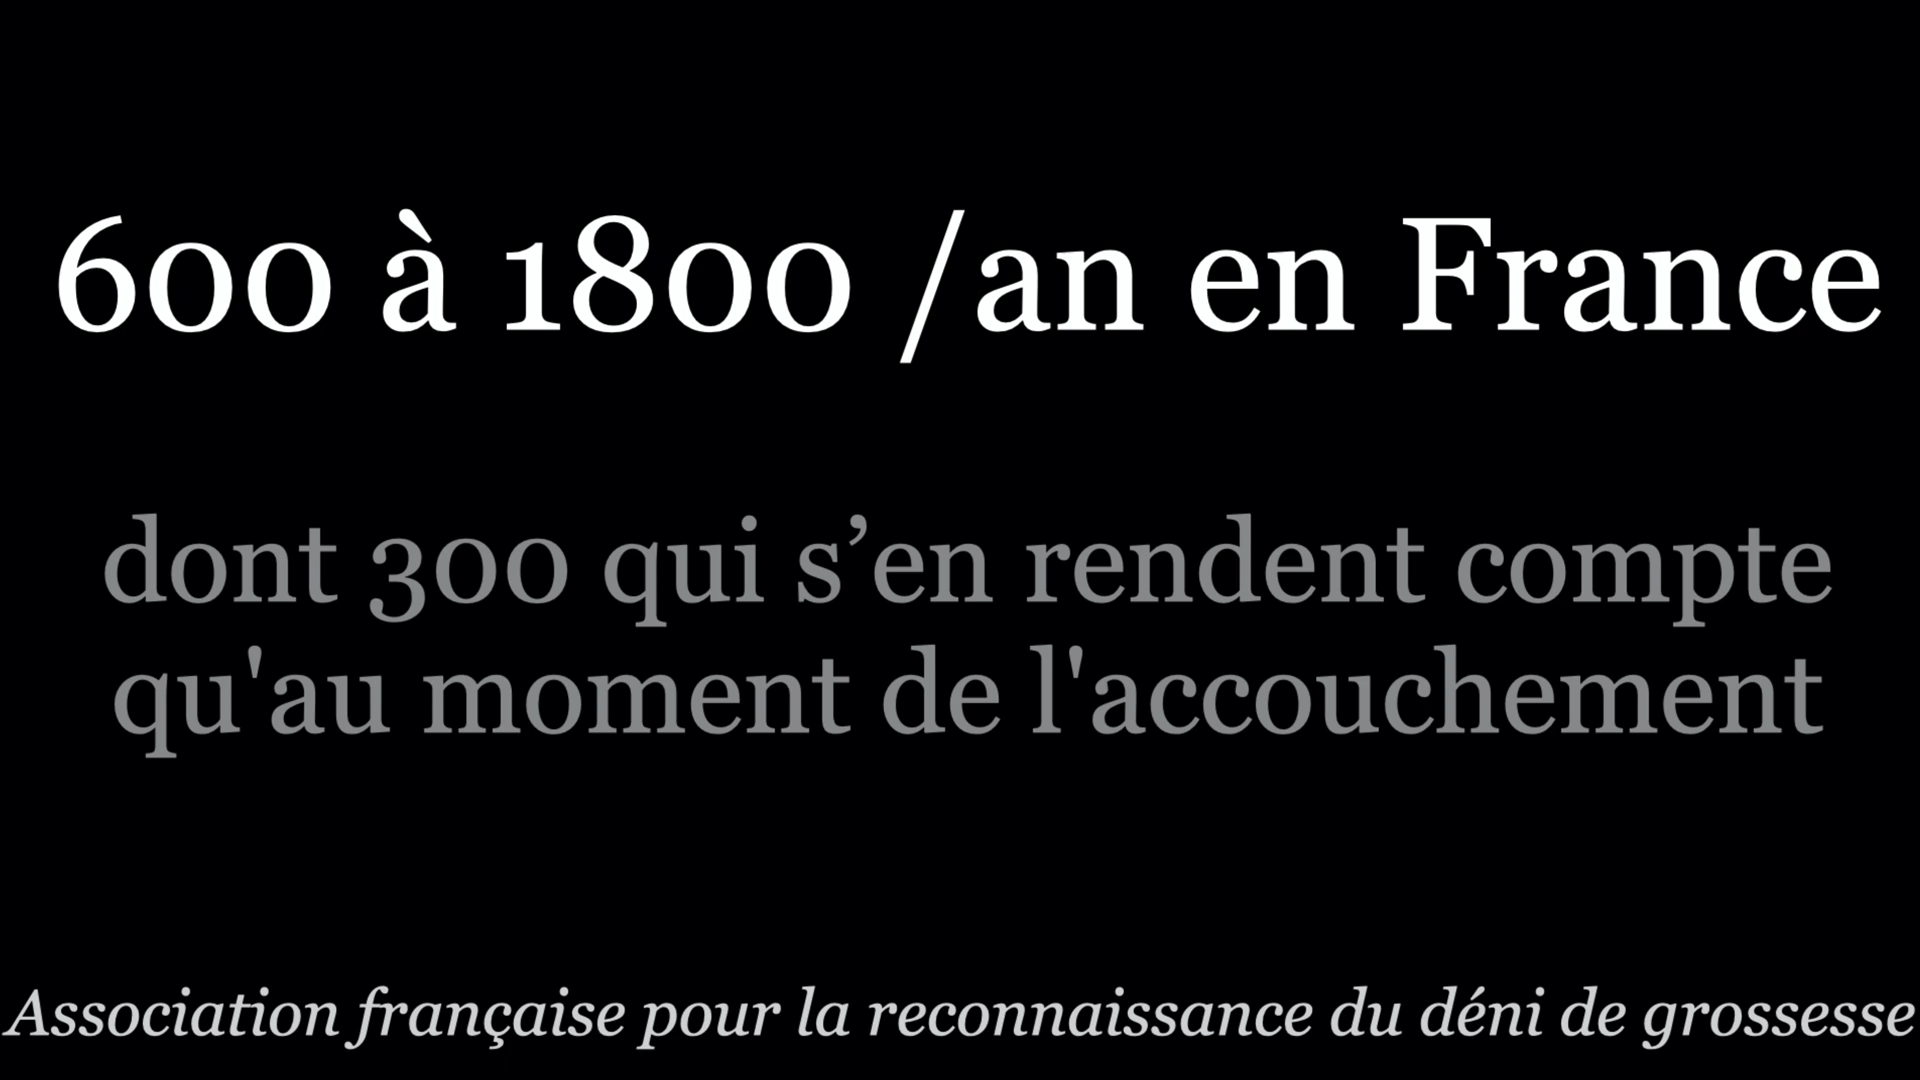 600 à 1800 /an en France
dont 300 qui s’en rendent compte
qu'au moment de l'accouchement
Association française pour la reconnaissance du déni de grossesse